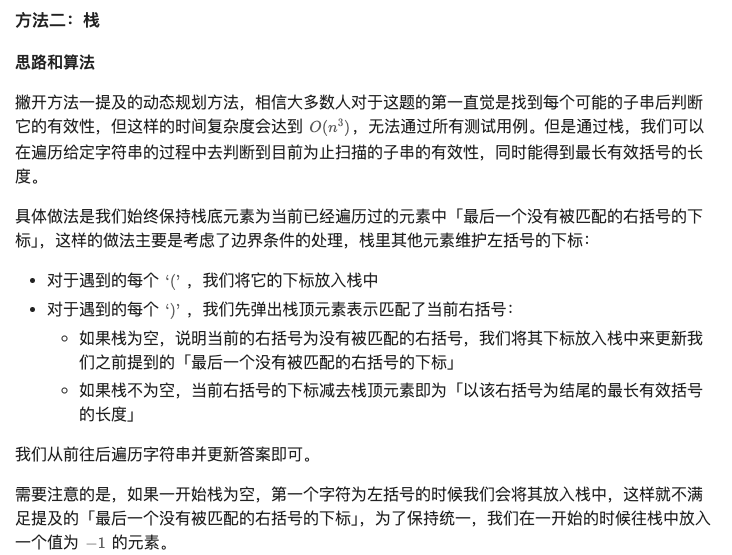 方法二：栈
思路和算法
撇开方法一提及的动态规划方法，相信大多数人对于这题的第一直觉是找到每个可能的子串后判断
它的有效性，但这样的时间复杂度会达到 O(n³)，无法通过所有测试用例。但是通过栈，我们可以
在遍历给定字符串的过程中去判断到目前为止扫描的子串的有效性，同时能得到最长有效括号的长
度。
具体做法是我们始终保持栈底元素为当前已经遍历过的元素中「最后一个没有被匹配的右括号的下
标」，这样的做法主要是考虑了边界条件的处理，栈里其他元素维护左括号的下标：
• 对于遇到的每个 ‘(’ ，我们将它的下标放入栈中
• 对于遇到的每个 ‘)’ ，我们先弹出栈顶元素表示匹配了当前右括号：
◦ 如果栈为空，说明当前的右括号为没有被匹配的右括号，我们将其下标放入栈中来更新我
们之前提到的「最后一个没有被匹配的右括号的下标」
◦ 如果栈不为空，当前右括号的下标减去栈顶元素即为「以该右括号为结尾的最长有效括号
的长度」
我们从前往后遍历字符串并更新答案即可。
需要注意的是，如果一开始栈为空，第一个字符为左括号的时候我们会将其放入栈中，这样就不满
足提及的「最后一个没有被匹配的右括号的下标」，为了保持统一，我们在一开始的时候往栈中放入
一个值为 −1 的元素。